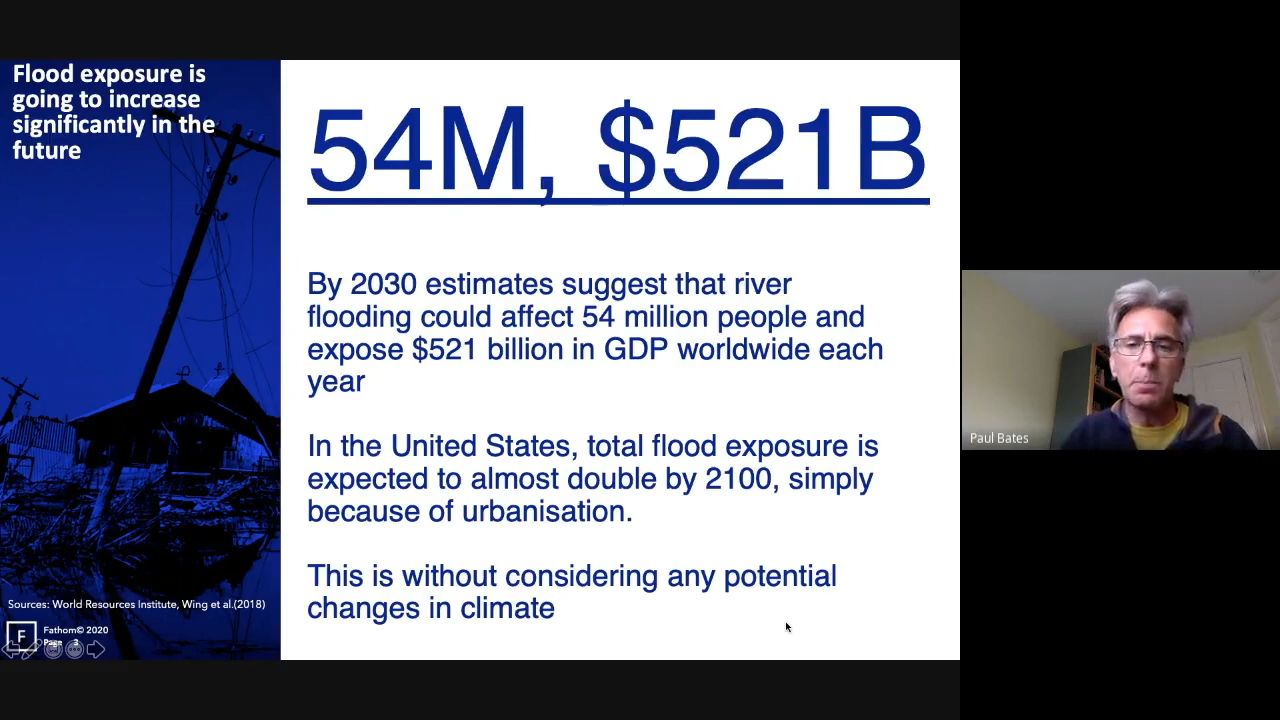 Flood exposure is
going to increase
significantly in the
future
54M, $521B
By 2030 estimates suggest that river
flooding could affect 54 million people and
expose $521 billion in GDP worldwide each
year
In the United States, total flood exposure is
expected to almost double by 2100, simply
because of urbanisation.
This is without considering any potential
changes in climate
Sources: World Resources Institute, Wing et al.(2018)
F
Fathom© 2020
Page 3
Paul Bates